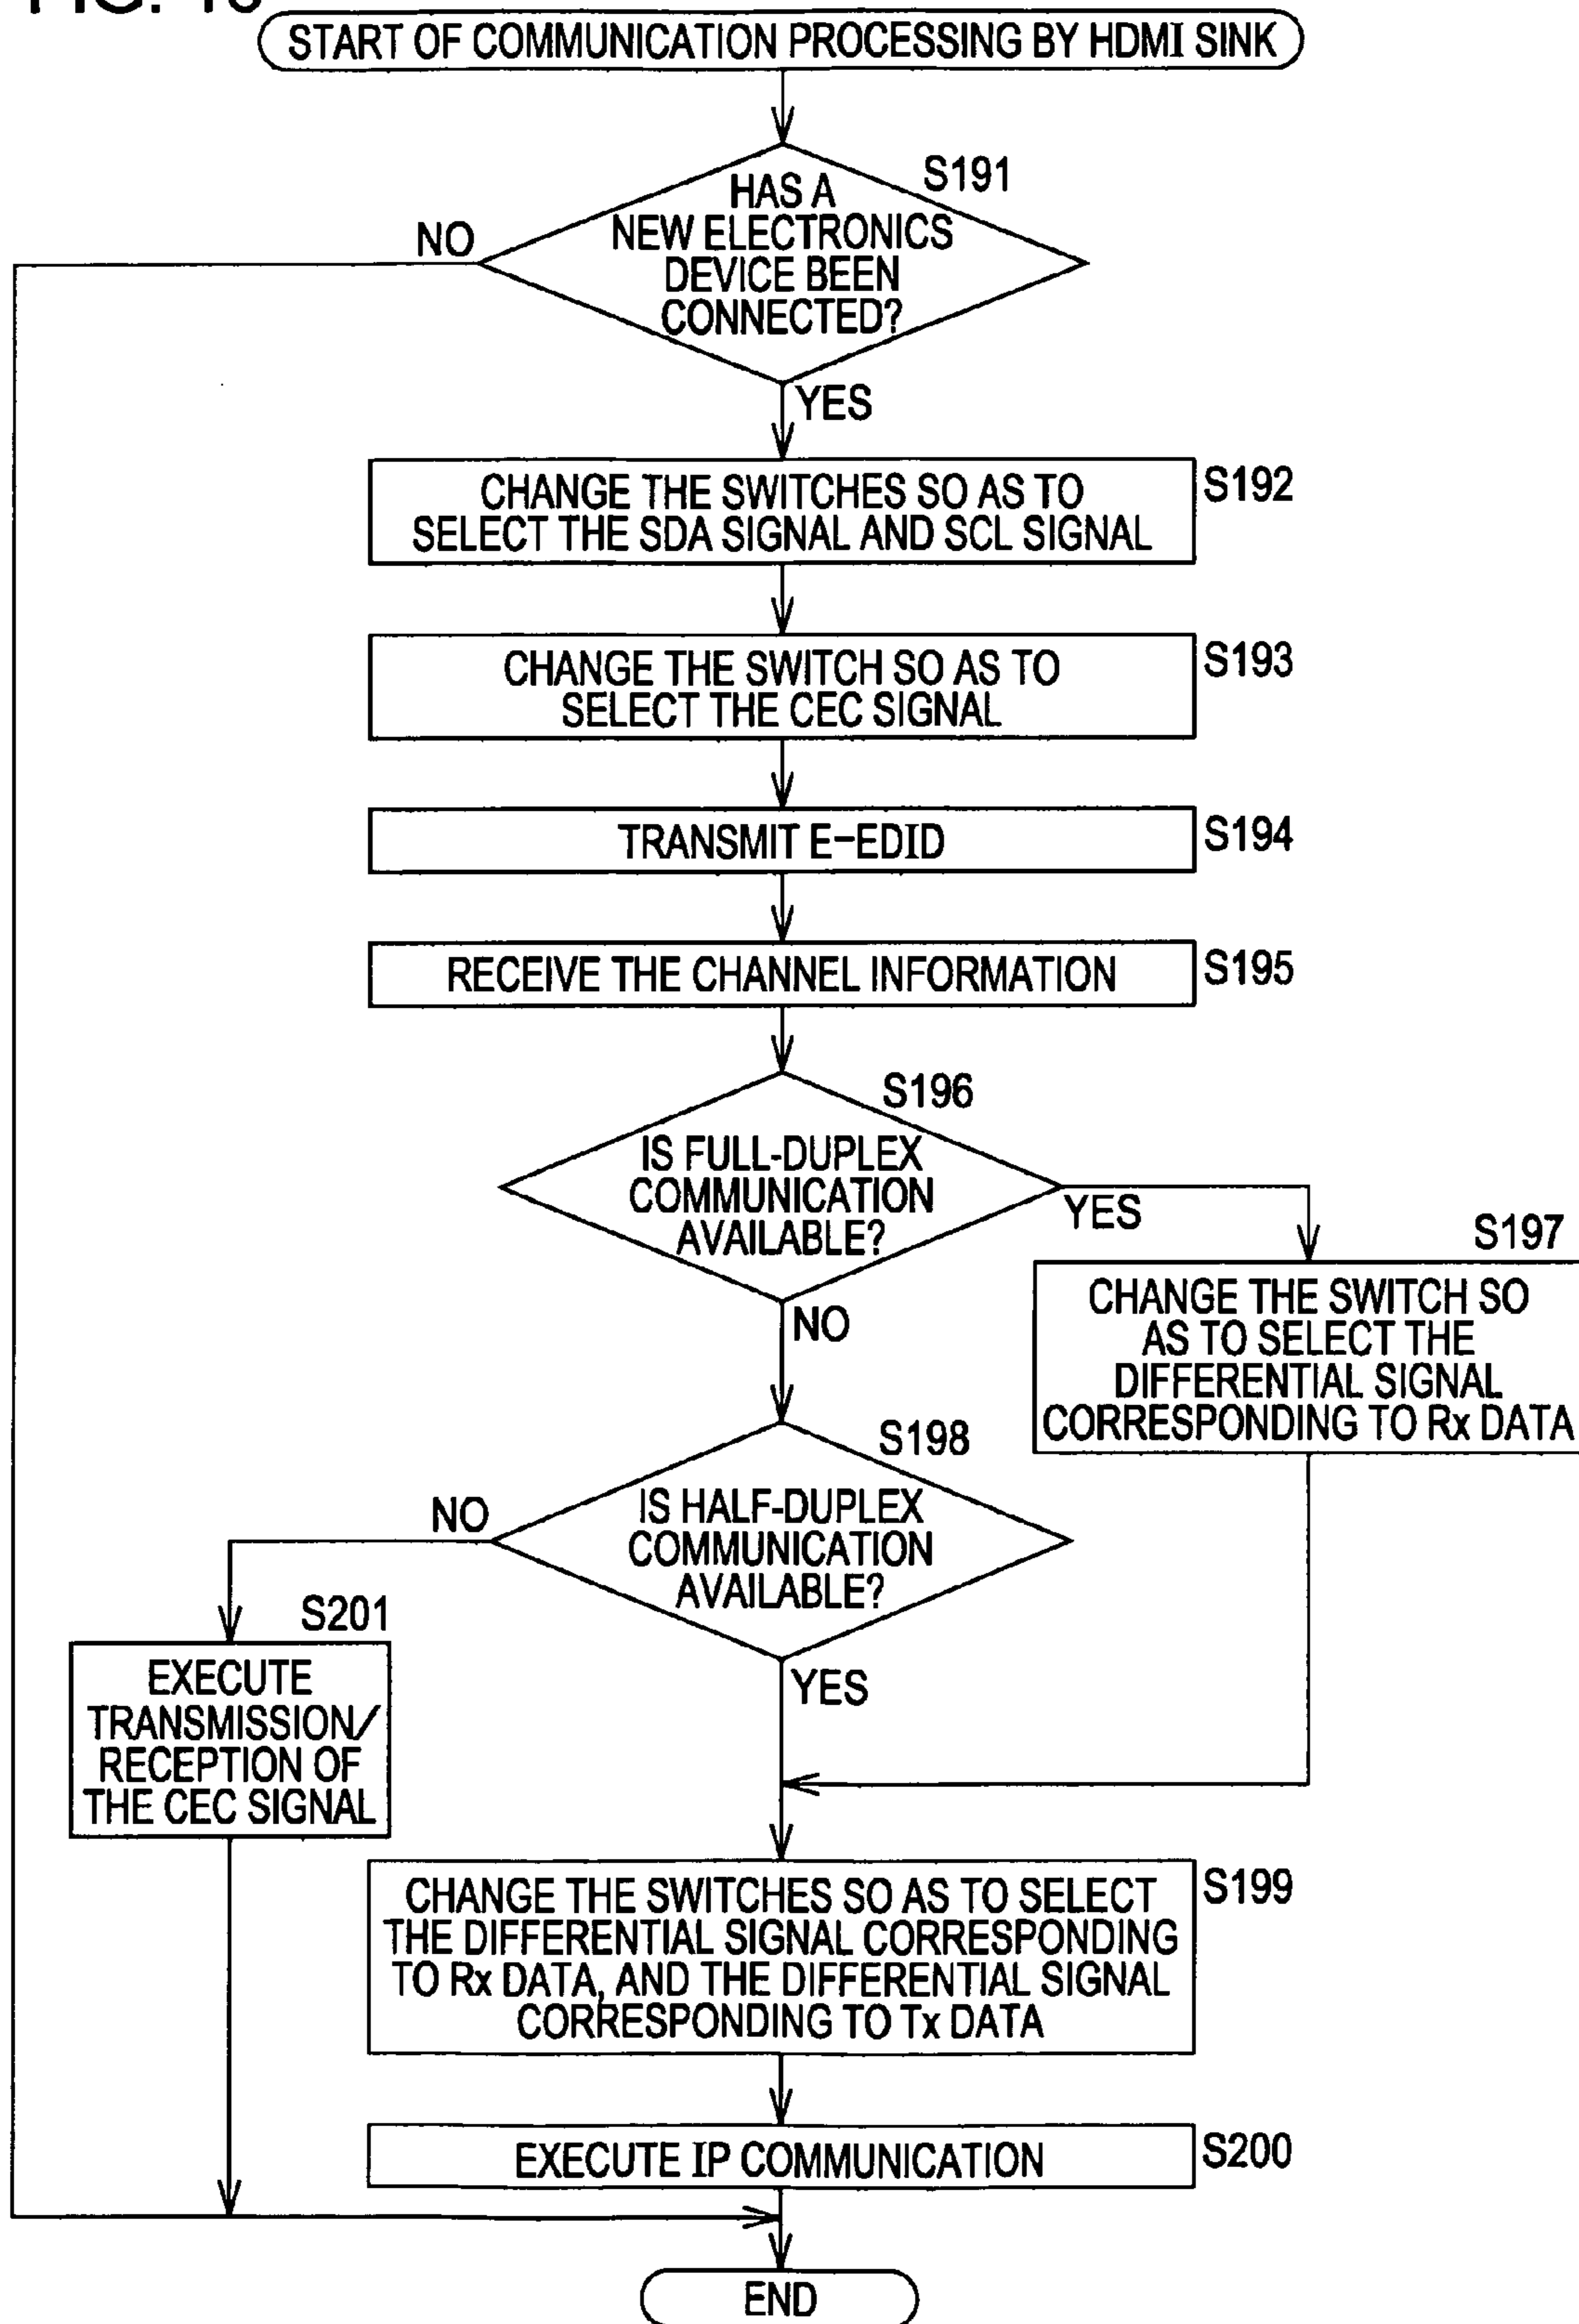 START OF COMMUNICATION PROCESSING BY HDMI SINK
S191
HAS A
NEW ELECTRONICS
DEVICE BEEN
CONNECTED?
NO
YES
CHANGE THE SWITCHES SO AS TO
SELECT THE SDA SIGNAL AND SCL SIGNAL
S192
CHANGE THE SWITCH SO AS TO
SELECT THE CEC SIGNAL
S193
TRANSMIT E-EDID
S194
RECEIVE THE CHANNEL INFORMATION
S195
S196
IS FULL-DUPLEX
COMMUNICATION
AVAILABLE?
YES
NO
S197
CHANGE THE SWITCH SO
AS TO SELECT THE
DIFFERENTIAL SIGNAL
CORRESPONDING TO Rx DATA
S198
IS HALF-DUPLEX
COMMUNICATION
AVAILABLE?
NO
YES
S201
EXECUTE
TRANSMISSION/
RECEPTION OF
THE CEC SIGNAL
CHANGE THE SWITCHES SO AS TO SELECT
THE DIFFERENTIAL SIGNAL CORRESPONDING
TO Rx DATA, AND THE DIFFERENTIAL SIGNAL
CORRESPONDING TO Tx DATA
S199
EXECUTE IP COMMUNICATION
S200
END